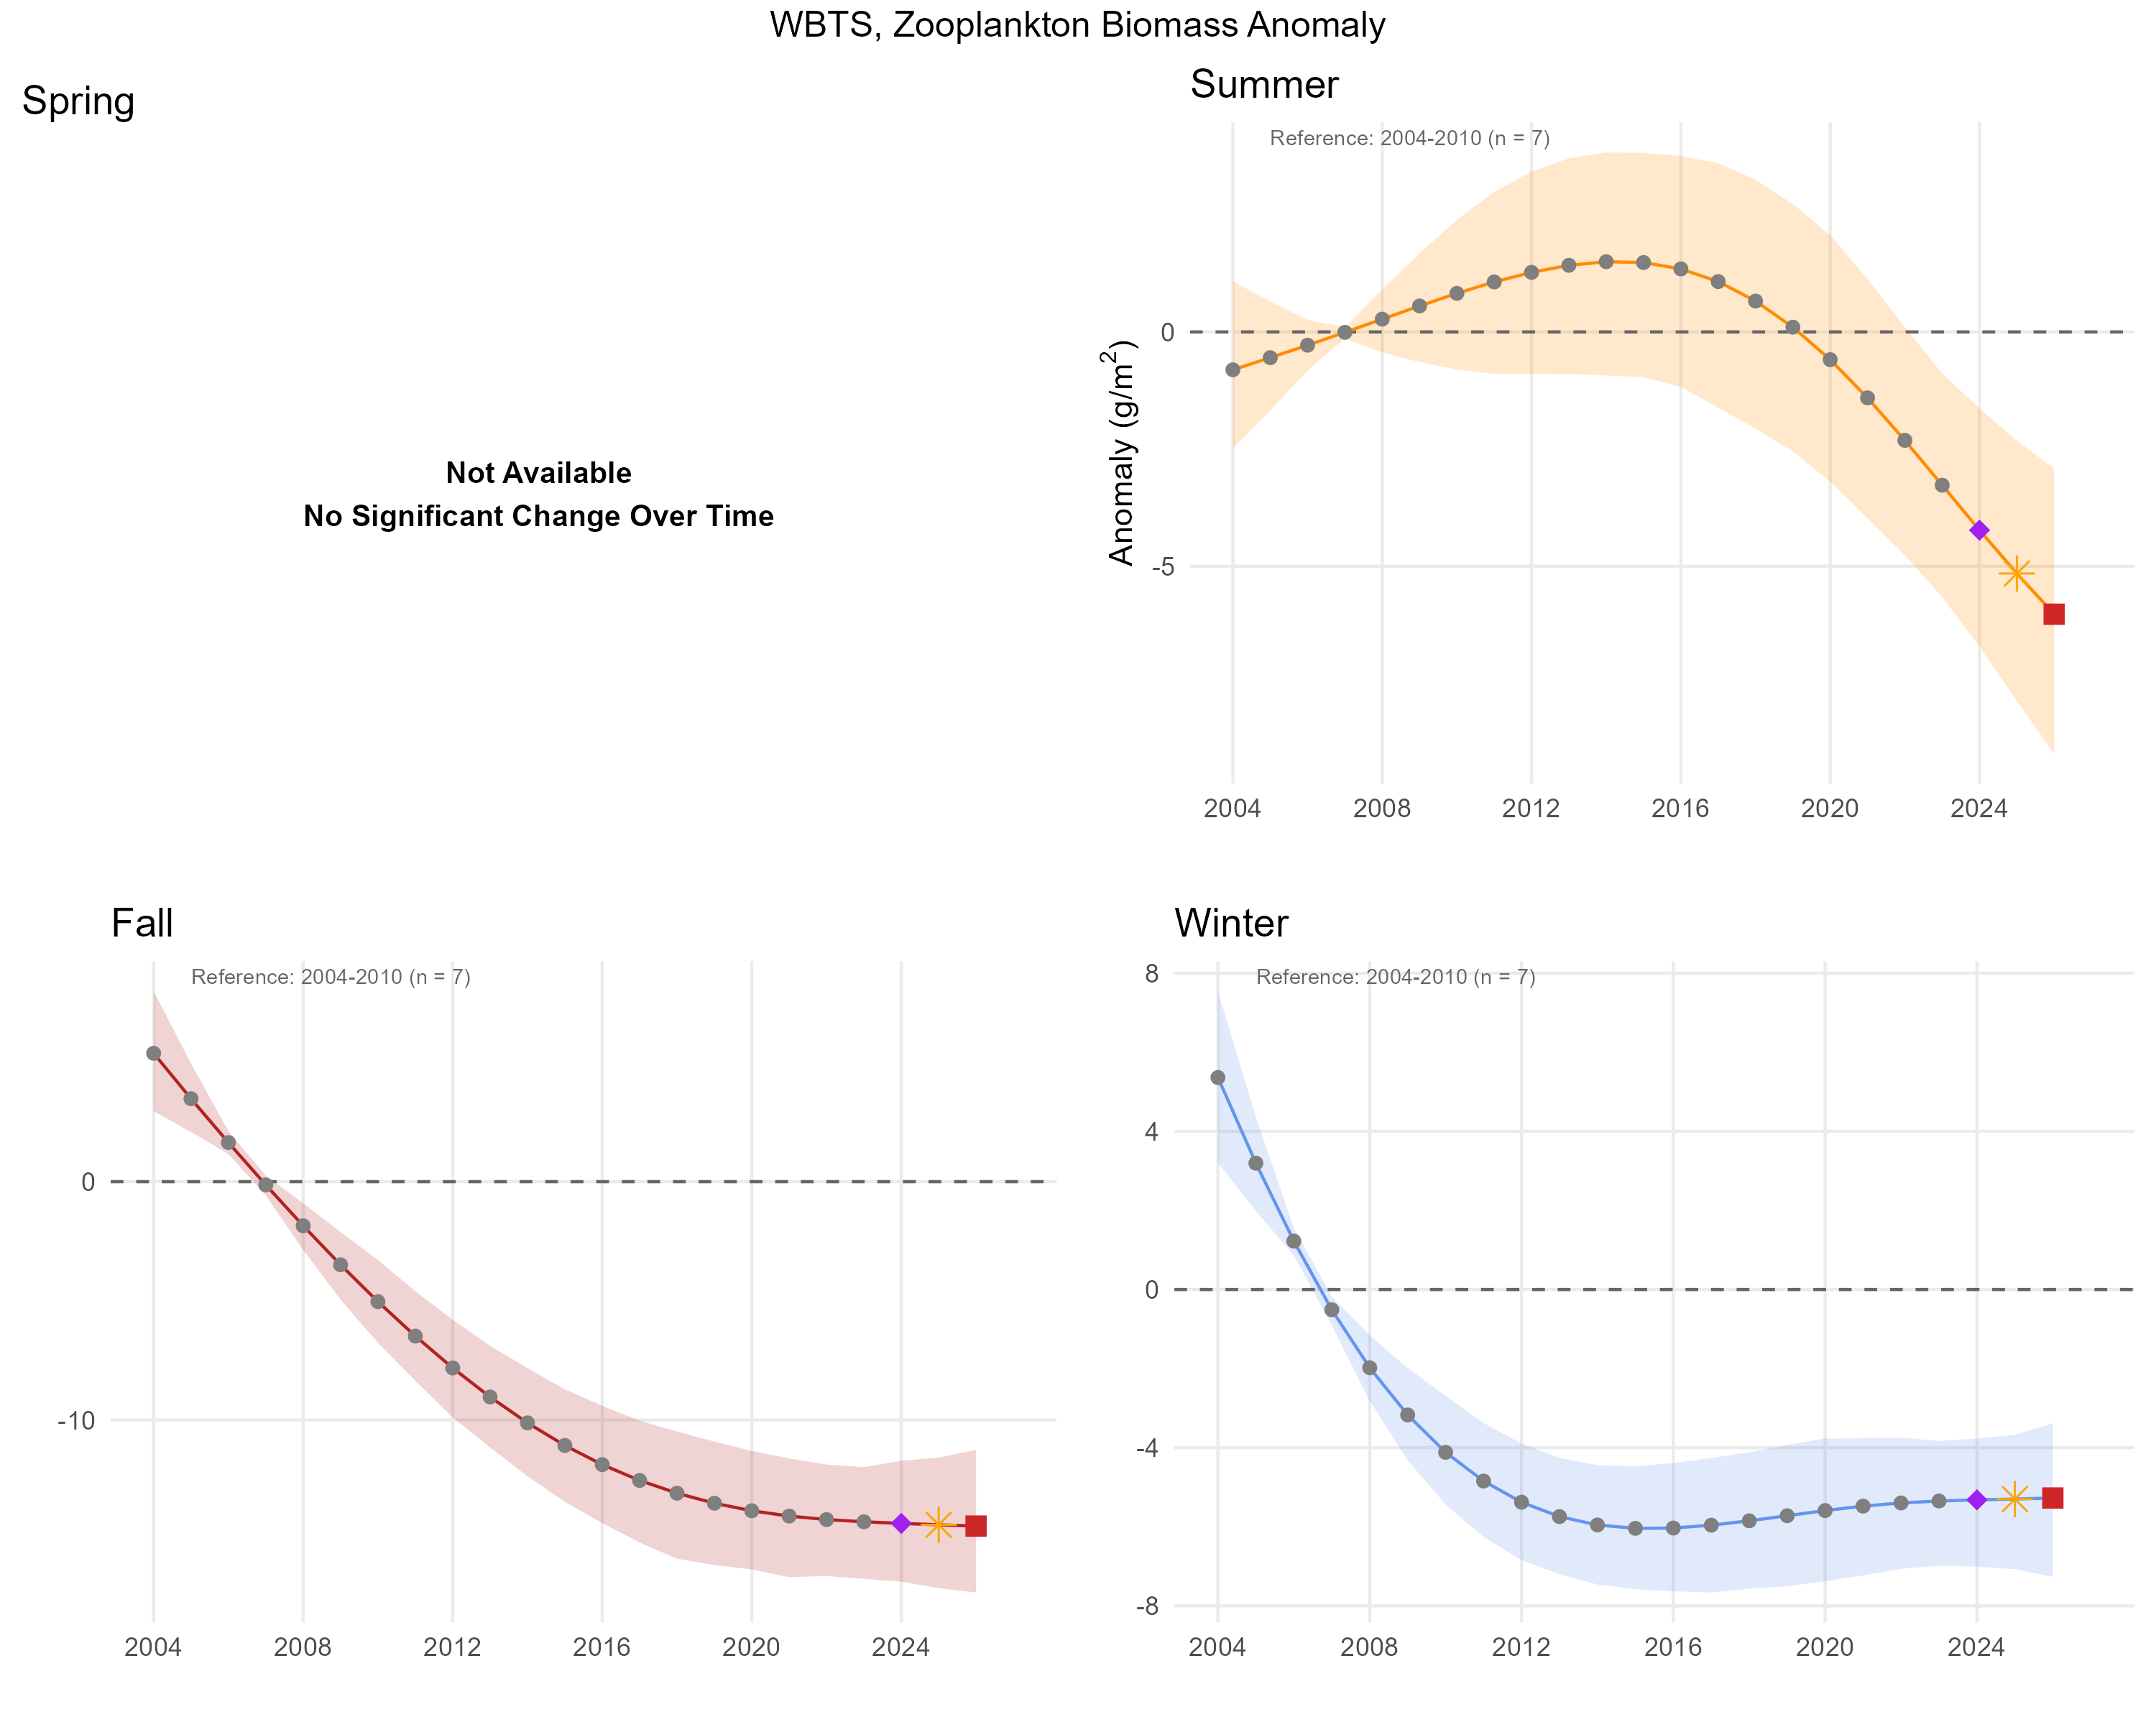 WBTS, Zooplankton Biomass Anomaly
Spring
Not Available
No Significant Change Over Time
Summer
Reference: 2004-2010 (n = 7)
Anomaly (g/m²)
0
-5
2004 2008 2012 2016 2020 2024
Fall
Reference: 2004-2010 (n = 7)
0
-10
2004 2008 2012 2016 2020 2024
Winter
Reference: 2004-2010 (n = 7)
8
4
0
-4
-8
2004 2008 2012 2016 2020 2024